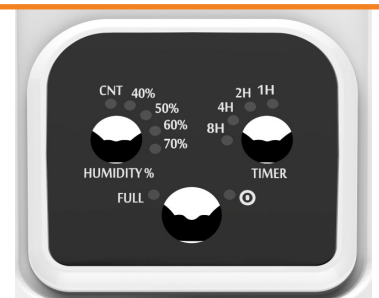 CNT 40%
50%
60%
70%
HUMIDITY %
2H 1H
4H
8H
TIMER
FULL